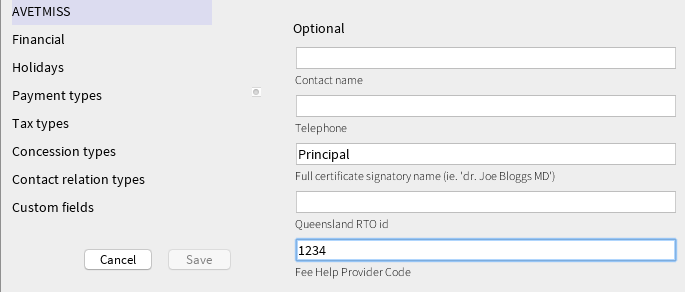 AVETMISS
Financial
Holidays
Payment types
Tax types
Concession types
Contact relation types
Custom fields
Cancel
Save
Optional
Contact name
Telephone
Principal
Full certificate signatory name (ie. 'dr. Joe Bloggs MD')
Queensland RTO id
1234
Fee Help Provider Code